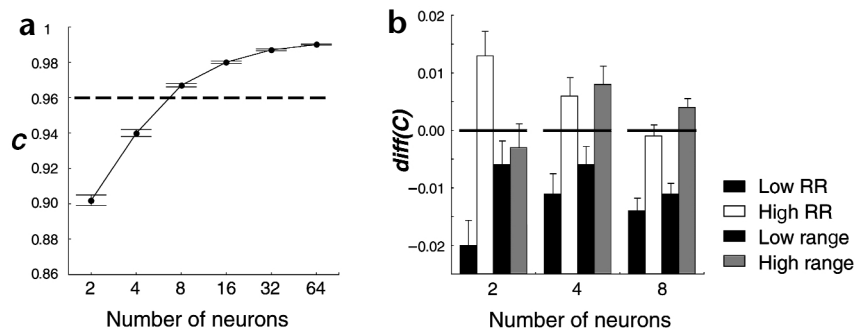 a
1
0.98
0.96
0.94
0.90
0.88
0.86
C
2 4 8 16 32 64
Number of neurons
b
0.02
0.01
0.00
−0.01
−0.02
diff(C)
2 4 8
Number of neurons
Low RR
High RR
Low range
High range